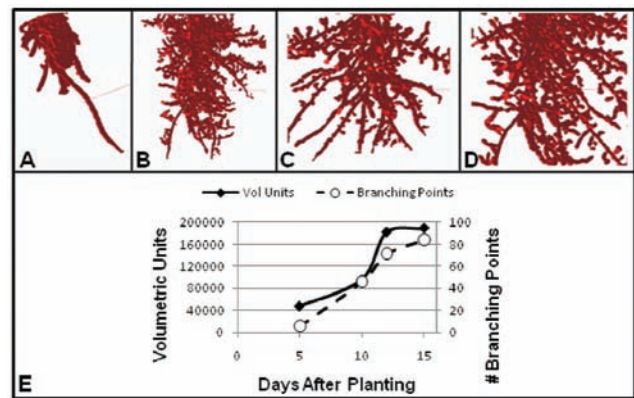 A
B
C
D
Vol Units
Branching Points
200000
160000
120000
80000
40000
0
100
80
60
40
20
0
0
5
10
15
Volumetric Units
# Branching Points
Days After Planting
E